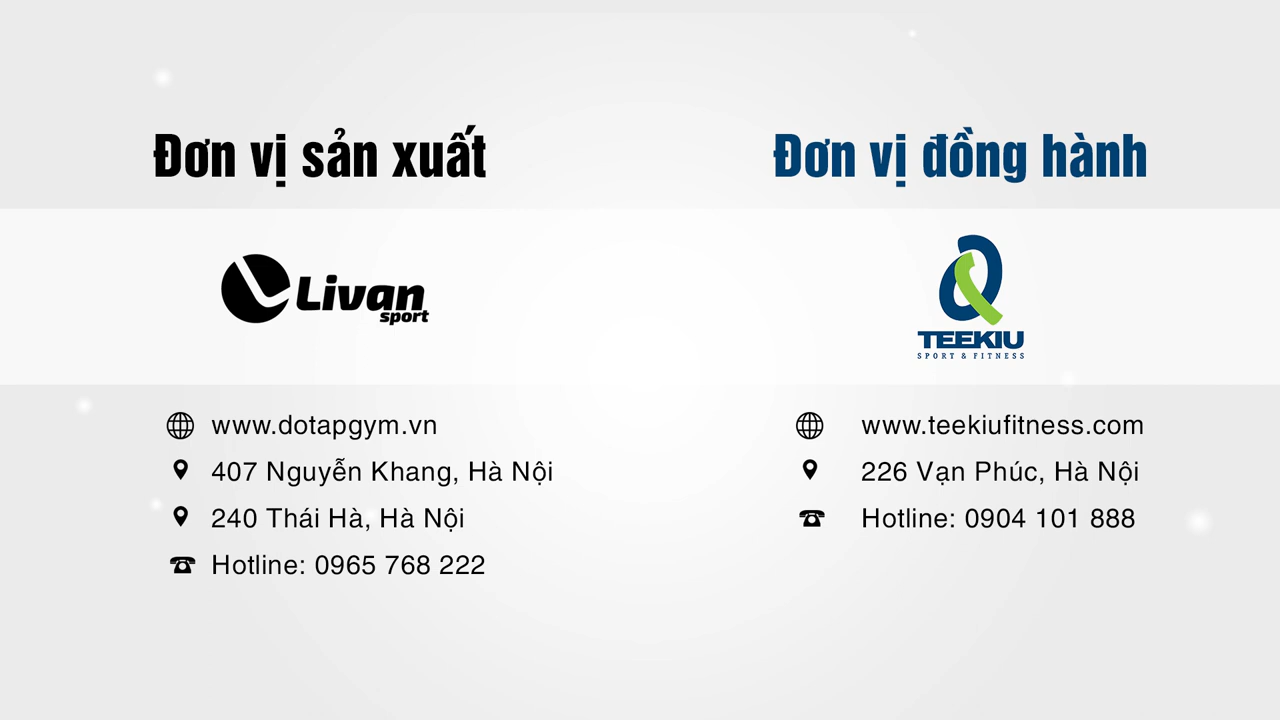 Đơn vị sản xuất
Livan
sport
www.dotapgym.vn
407 Nguyễn Khang, Hà Nội
240 Thái Hà, Hà Nội
Hotline: 0965 768 222
Đơn vị đồng hành
TEEKIU
SPORT & FITNESS
www.teekiufitness.com
226 Vạn Phúc, Hà Nội
Hotline: 0904 101 888